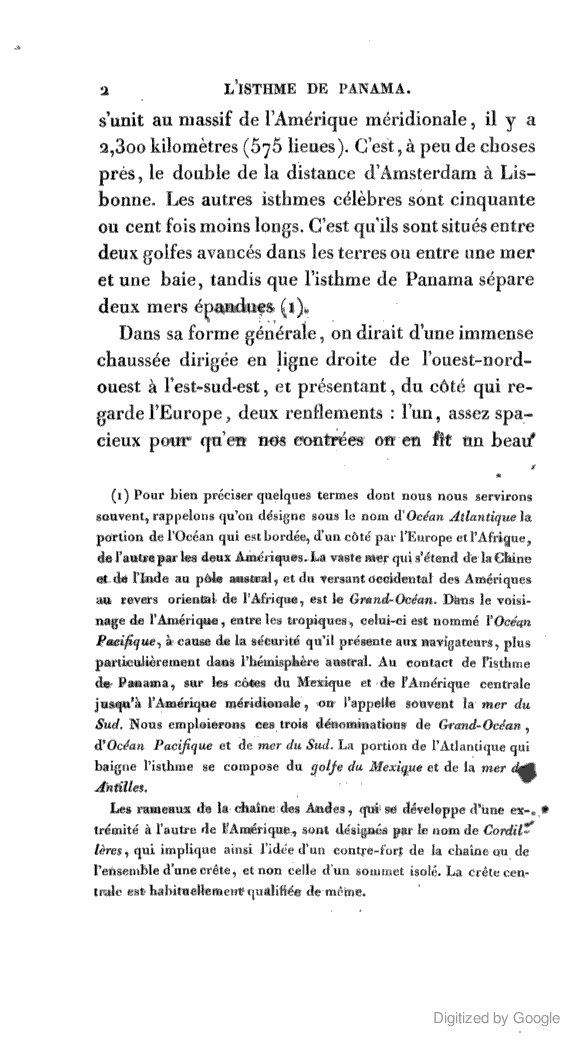 2 L'ISTHME DE PANAMA.
s'unit au massif de l'Amérique méridionale, il y a
2,300 kilomètres (575 lieues). C'est, à peu de choses
près, le double de la distance d'Amsterdam à Lis-
bonne. Les autres isthmes célèbres sont cinquante
ou cent fois moins longs. C'est qu'ils sont situés entre
deux golfes avancés dans les terres ou entre une mer
et une baie, tandis que l'isthme de Panama sépare
deux mers épandues (1).
Dans sa forme générale, on dirait d'une immense
chaussée dirigée en ligne droite de l'ouest-nord-
ouest à l'est-sud-est, et présentant, du côté qui re-
garde l'Europe, deux renflements : l'un, assez spa-
cieux pour qu'en nos contrées on en fît un beau
(1) Pour bien préciser quelques termes dont nous nous servirons
souvent, rappelons qu'on désigne sous le nom d'Océan Atlantique la
portion de l'Océan qui est bordée, d'un côté par l'Europe et l'Afrique,
de l'autre par les deux Amériques. La vaste mer qui s'étend de la Chine
et de l'Inde au pôle austral, et du versant occidental des Amériques
au revers oriental de l'Afrique, est le Grand-Océan. Dans le voisi-
nage de l'Amérique, entre les tropiques, celui-ci est nommé l'Océan
Pacifique, à cause de la sécurité qu'il présente aux navigateurs, plus
particulièrement dans l'hémisphère austral. Au contact de l'isthme
de Panama, sur les côtes du Mexique et de l'Amérique centrale
jusqu'à l'Amérique méridionale, on l'appelle souvent la mer du
Sud. Nous emploierons ces trois dénominations de Grand-Océan,
d'Océan Pacifique et de mer du Sud. La portion de l'Atlantique qui
baigne l'isthme se compose du golfe du Mexique et de la mer des
Antilles.
Les rameaux de la chaîne des Andes, qui se développe d'une ex-
trémité à l'autre de l'Amérique, sont désignés par le nom de Cordil-
lères, qui implique ainsi l'idée d'un contre-fort de la chaîne ou de
l'ensemble d'une crête, et non celle d'un sommet isolé. La crête cen-
trale est habituellement qualifiée de même.
Digitized by Google